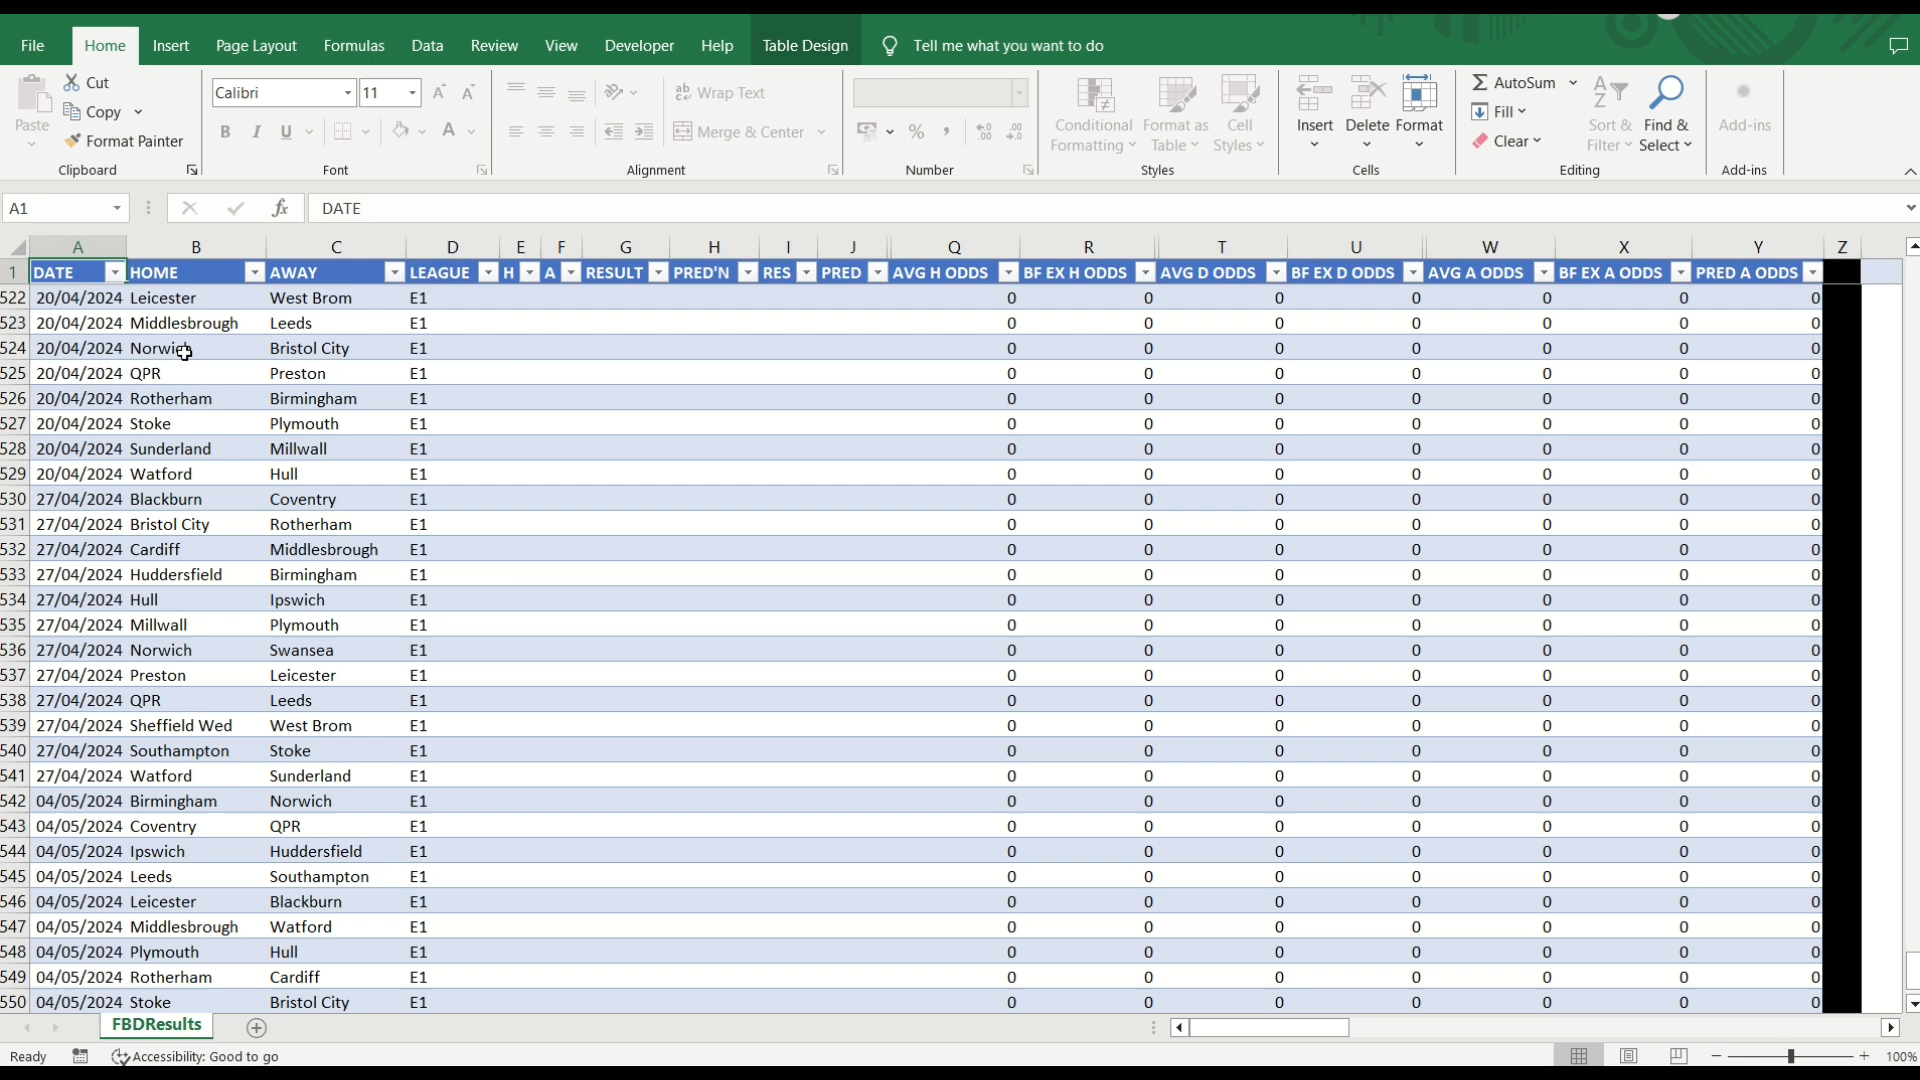 File Home Insert Page Layout Formulas Data Review View Developer Help Table Design Tell me what you want to do
Paste Cut Copy Format Painter Clipboard
Calibri 11 B I U A Font
Wrap Text Merge & Center Alignment
% , Number
Conditional Formatting Format as Table Cell Styles Styles
Insert Delete Format Cells
AutoSum Fill Clear Sort & Filter Find & Select Editing
Add-ins Add-ins
A1 fx DATE
A B C D E F G H I J Q R T U W X Y Z
1 DATE HOME AWAY LEAGUE H A RESULT PRED'N RES PRED AVG H ODDS BF EX H ODDS AVG D ODDS BF EX D ODDS AVG A ODDS BF EX A ODDS PRED A ODDS
522 20/04/2024 Leicester West Brom E1 0 0 0 0 0 0 0
523 20/04/2024 Middlesbrough Leeds E1 0 0 0 0 0 0 0
524 20/04/2024 Norwich Bristol City E1 0 0 0 0 0 0 0
525 20/04/2024 QPR Preston E1 0 0 0 0 0 0 0
526 20/04/2024 Rotherham Birmingham E1 0 0 0 0 0 0 0
527 20/04/2024 Stoke Plymouth E1 0 0 0 0 0 0 0
528 20/04/2024 Sunderland Millwall E1 0 0 0 0 0 0 0
529 20/04/2024 Watford Hull E1 0 0 0 0 0 0 0
530 27/04/2024 Blackburn Coventry E1 0 0 0 0 0 0 0
531 27/04/2024 Bristol City Rotherham E1 0 0 0 0 0 0 0
532 27/04/2024 Cardiff Middlesbrough E1 0 0 0 0 0 0 0
533 27/04/2024 Huddersfield Birmingham E1 0 0 0 0 0 0 0
534 27/04/2024 Hull Ipswich E1 0 0 0 0 0 0 0
535 27/04/2024 Millwall Plymouth E1 0 0 0 0 0 0 0
536 27/04/2024 Norwich Swansea E1 0 0 0 0 0 0 0
537 27/04/2024 Preston Leicester E1 0 0 0 0 0 0 0
538 27/04/2024 QPR Leeds E1 0 0 0 0 0 0 0
539 27/04/2024 Sheffield Wed West Brom E1 0 0 0 0 0 0 0
540 27/04/2024 Southampton Stoke E1 0 0 0 0 0 0 0
541 27/04/2024 Watford Sunderland E1 0 0 0 0 0 0 0
542 04/05/2024 Birmingham Norwich E1 0 0 0 0 0 0 0
543 04/05/2024 Coventry QPR E1 0 0 0 0 0 0 0
544 04/05/2024 Ipswich Huddersfield E1 0 0 0 0 0 0 0
545 04/05/2024 Leeds Southampton E1 0 0 0 0 0 0 0
546 04/05/2024 Leicester Blackburn E1 0 0 0 0 0 0 0
547 04/05/2024 Middlesbrough Watford E1 0 0 0 0 0 0 0
548 04/05/2024 Plymouth Hull E1 0 0 0 0 0 0 0
549 04/05/2024 Rotherham Cardiff E1 0 0 0 0 0 0 0
550 04/05/2024 Stoke Bristol City E1 0 0 0 0 0 0 0
FBDResults
Ready Accessibility: Good to go 100%